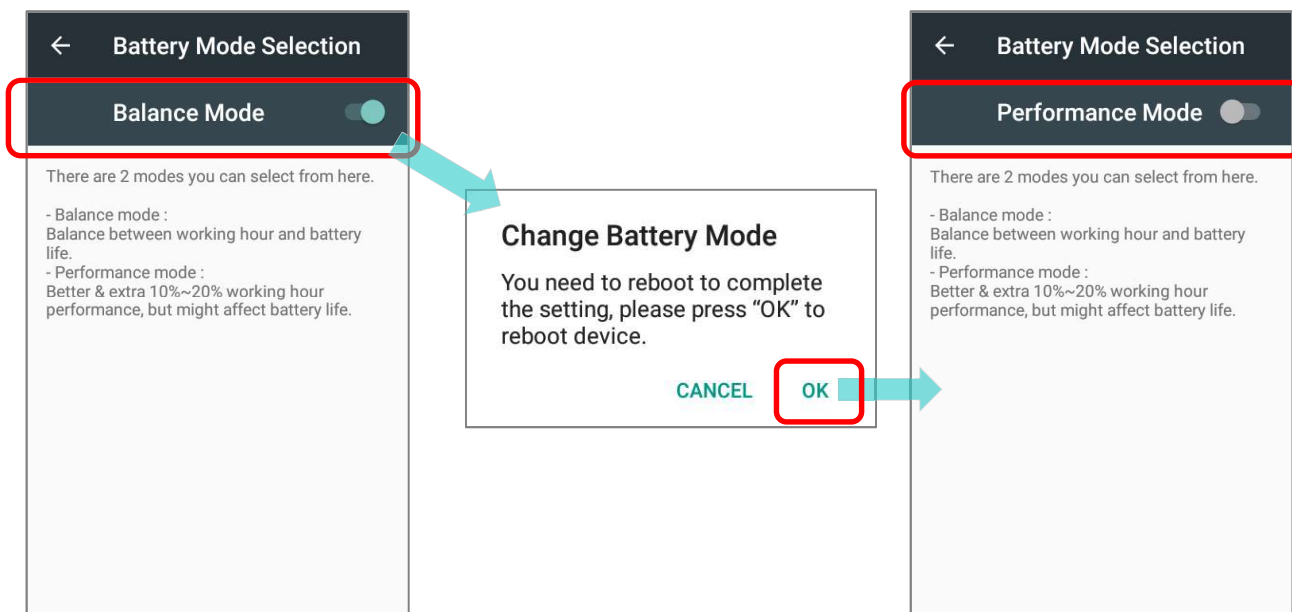 Battery Mode Selection
Balance Mode
There are 2 modes you can select from here.
- Balance mode :
Balance between working hour and battery
life.
- Performance mode :
Better & extra 10%~20% working hour
performance, but might affect battery life.
Change Battery Mode
You need to reboot to complete
the setting, please press “OK” to
reboot device.
CANCEL OK
Battery Mode Selection
Performance Mode
There are 2 modes you can select from here.
- Balance mode :
Balance between working hour and battery
life.
- Performance mode :
Better & extra 10%~20% working hour
performance, but might affect battery life.